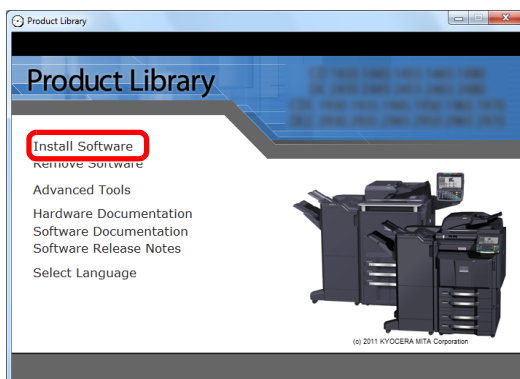 Product Library
Product Library
Install Software
Remove Software
Advanced Tools
Hardware Documentation
Software Documentation
Software Release Notes
Select Language
(c) 2011 KYOCERA MITA Corporation